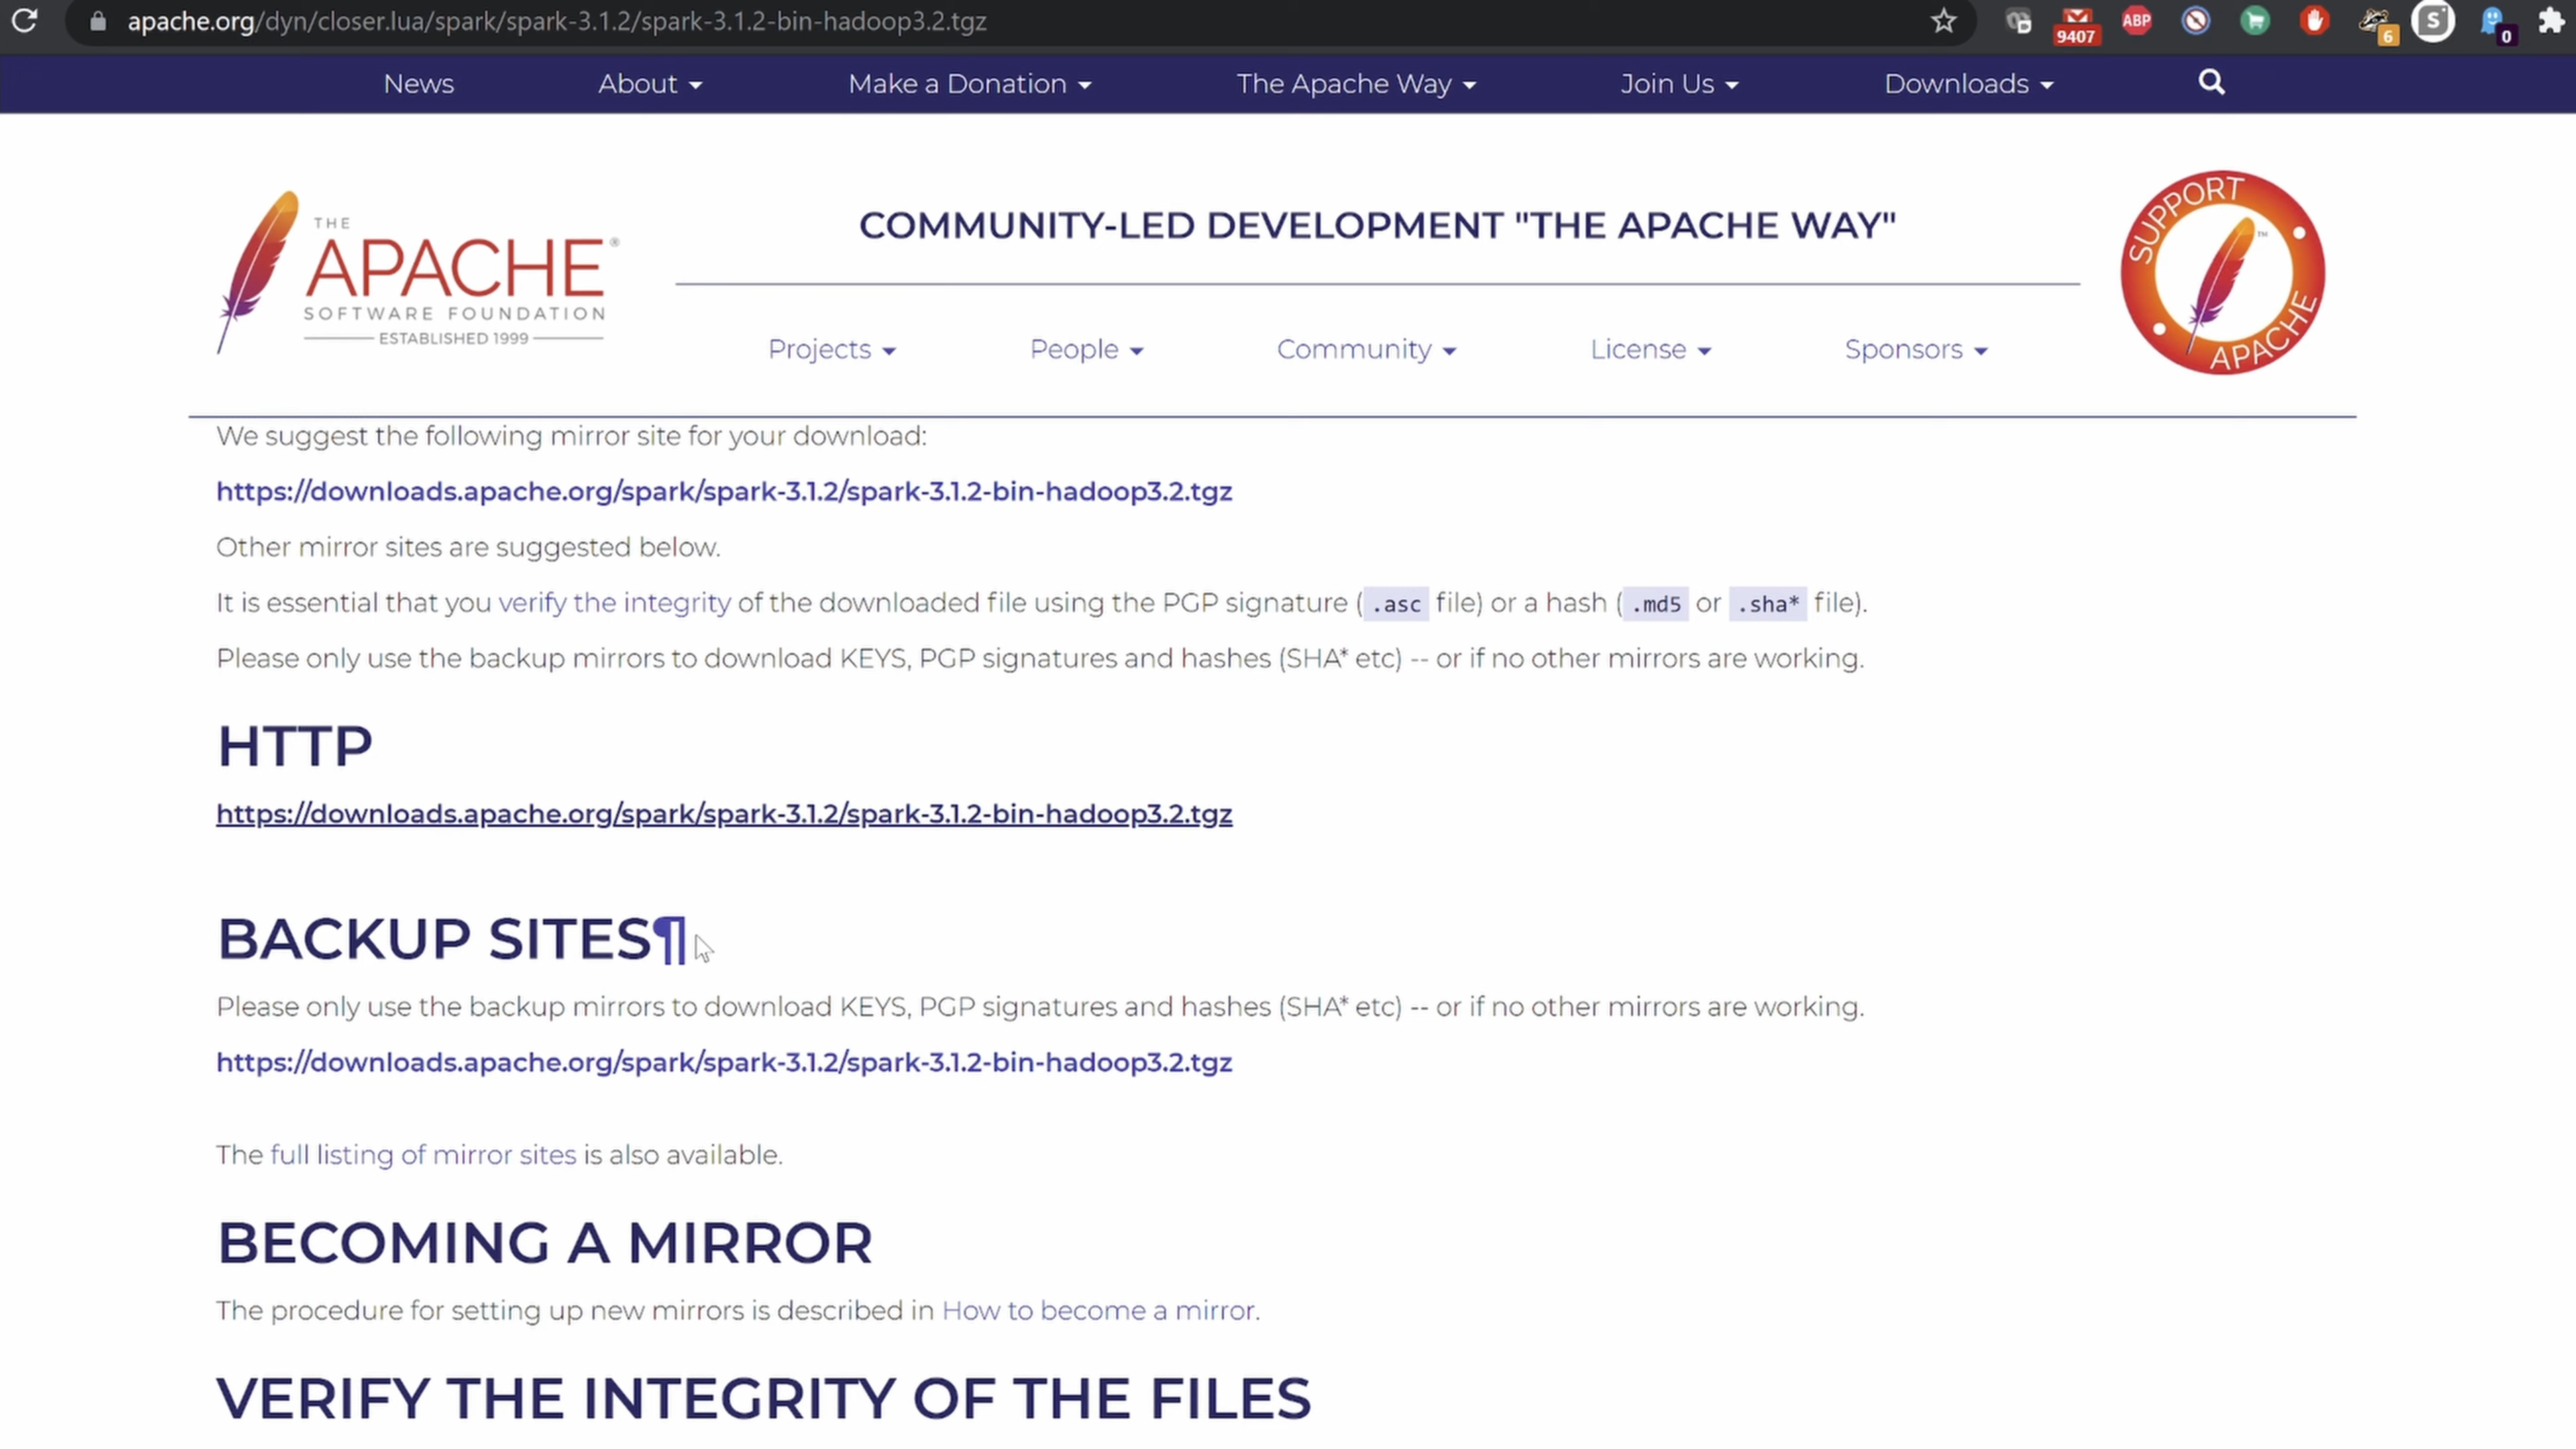 apache.org/dyn/closer.lua/spark/spark-3.1.2/spark-3.1.2-bin-hadoop3.2.tgz
9407
ABP
6
S
0
News
About
Make a Donation
The Apache Way
Join Us
Downloads
THE
APACHE®
SOFTWARE FOUNDATION
ESTABLISHED 1999
COMMUNITY-LED DEVELOPMENT "THE APACHE WAY"
Projects
People
Community
License
Sponsors
SUPPORT
TM
APACHE
We suggest the following mirror site for your download:
https://downloads.apache.org/spark/spark-3.1.2/spark-3.1.2-bin-hadoop3.2.tgz
Other mirror sites are suggested below.
It is essential that you verify the integrity of the downloaded file using the PGP signature ( .asc file) or a hash ( .md5 or .sha* file).
Please only use the backup mirrors to download KEYS, PGP signatures and hashes (SHA* etc) -- or if no other mirrors are working.
HTTP
https://downloads.apache.org/spark/spark-3.1.2/spark-3.1.2-bin-hadoop3.2.tgz
BACKUP SITES¶
Please only use the backup mirrors to download KEYS, PGP signatures and hashes (SHA* etc) -- or if no other mirrors are working.
https://downloads.apache.org/spark/spark-3.1.2/spark-3.1.2-bin-hadoop3.2.tgz
The full listing of mirror sites is also available.
BECOMING A MIRROR
The procedure for setting up new mirrors is described in How to become a mirror.
VERIFY THE INTEGRITY OF THE FILES